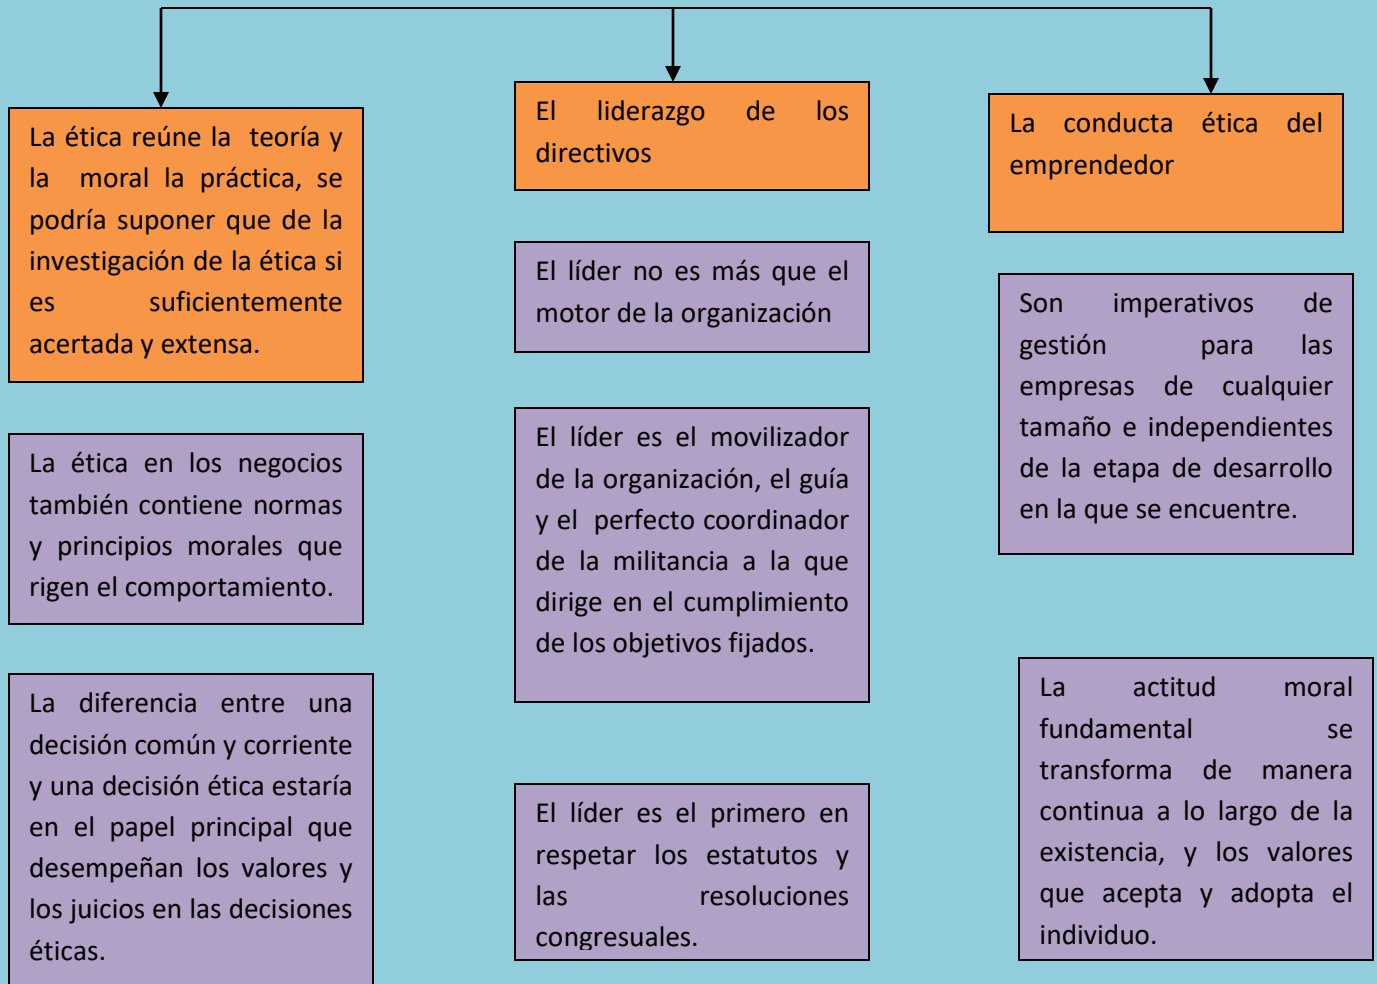 La ética reúne la teoría y
la moral la práctica, se
podría suponer que de la
investigación de la ética si
es suficientemente
acertada y extensa.
La ética en los negocios
también contiene normas
y principios morales que
rigen el comportamiento.
La diferencia entre una
decisión común y corriente
y una decisión ética estaría
en el papel principal que
desempeñan los valores y
los juicios en las decisiones
éticas.
El liderazgo de los
directivos
El líder no es más que el
motor de la organización
El líder es el movilizador
de la organización, el guía
y el perfecto coordinador
de la militancia a la que
dirige en el cumplimiento
de los objetivos fijados.
El líder es el primero en
respetar los estatutos y
las resoluciones
congresuales.
La conducta ética del
emprendedor
Son imperativos de
gestión para las
empresas de cualquier
tamaño e independientes
de la etapa de desarrollo
en la que se encuentre.
La actitud moral
fundamental se
transforma de manera
continua a lo largo de la
existencia, y los valores
que acepta y adopta el
individuo.